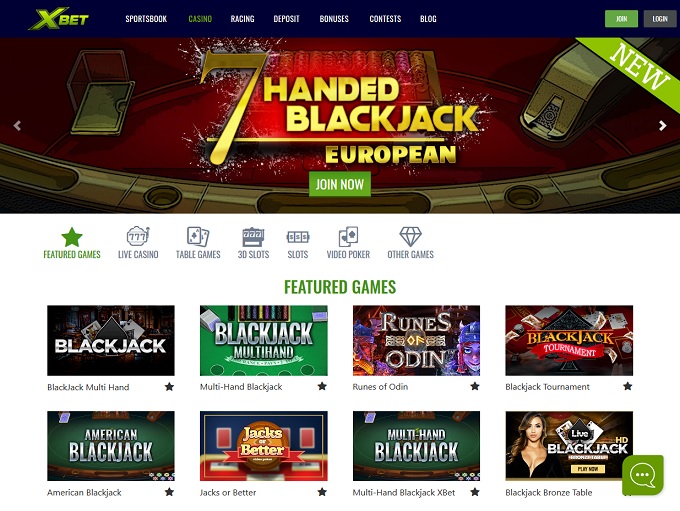 XBET
SPORTSBOOK CASINO RACING DEPOSIT BONUSES CONTESTS BLOG
JOIN LOGIN
7 HANDED
BLACKJACK
EUROPEAN
NEW
JOIN NOW
FEATURED GAMES LIVE CASINO TABLE GAMES 3D SLOTS SLOTS VIDEO POKER OTHER GAMES
FEATURED GAMES
BLACKJACK
BLACKJACK
MULTIHAND
RUNES
OF
ODIN
BLACKJACK
TOURNAMENT
BlackJack Multi Hand
Multi-Hand Blackjack
Runes of Odin
Blackjack Tournament
AMERICAN
BLACKJACK
Jacks
or
Better
MULTI-HAND
BLACKJACK
Live
BLACKJACK HD
BRONZE TABLE
PLAY NOW
American Blackjack
Jacks or Better
Multi-Hand Blackjack XBet
Blackjack Bronze Table